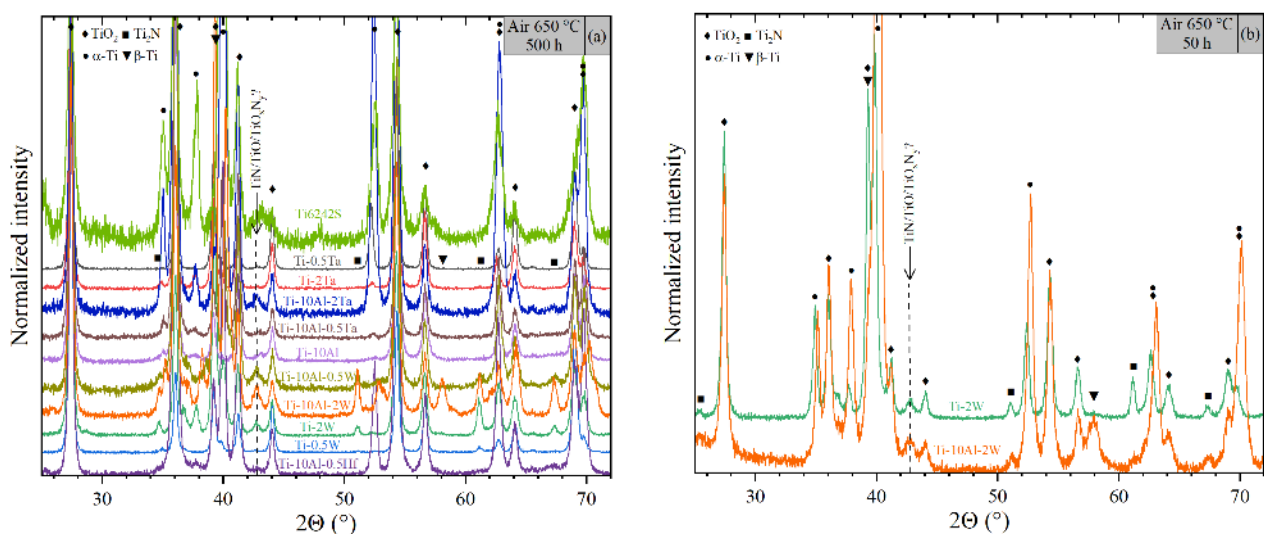 Air 650 °C (a)
500 h
♦ TiO₂ ■ Ti₂N
• α-Ti ▼ β-Ti
TiN/TiO/TiOₓNᵧ?
Ti6242S
Ti-0.5Ta
Ti-2Ta
Ti-10Al-2Ta
Ti-10Al-0.5Ta
Ti-10Al
Ti-10Al-0.5W
Ti-10Al-2W
Ti-2W
Ti-0.5W
Ti-10Al-0.5Hf
Normalized intensity
30 40 50 60 70
2Θ (°)
Air 650 °C (b)
50 h
♦ TiO₂ ■ Ti₂N
• α-Ti ▼ β-Ti
TiN/TiO/TiOₓNᵧ?
Ti-2W
Ti-10Al-2W
Normalized intensity
30 40 50 60 70
2Θ (°)